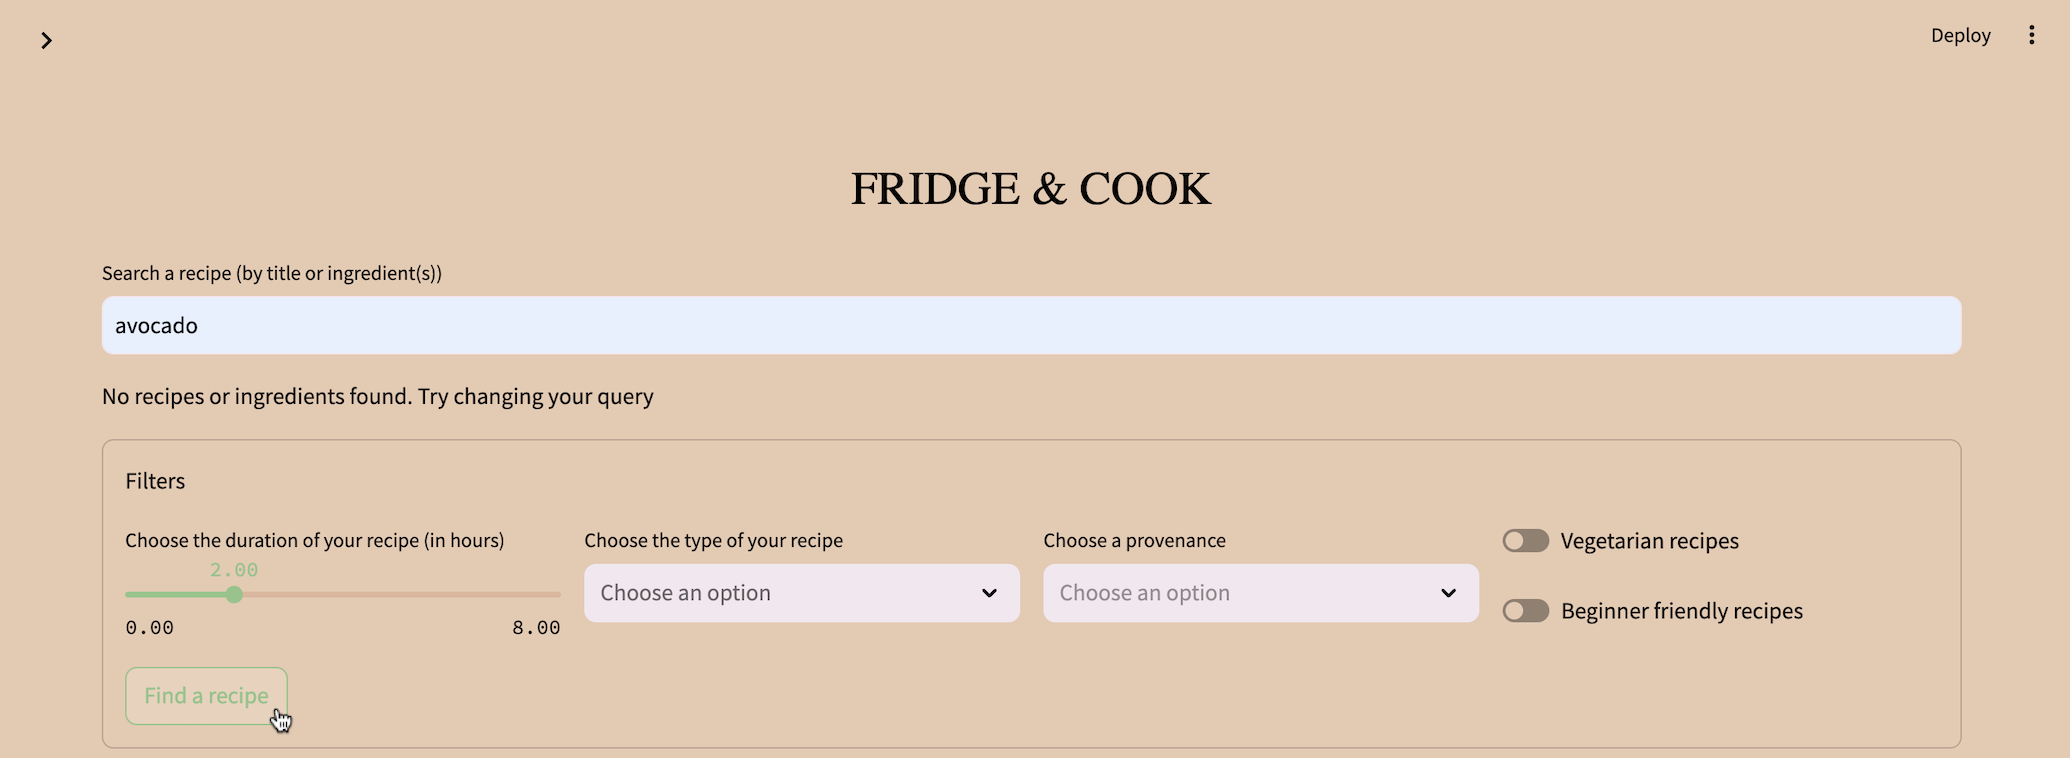 Deploy
FRIDGE & COOK
Search a recipe (by title or ingredient(s))
avocado
No recipes or ingredients found. Try changing your query
Filters
Choose the duration of your recipe (in hours)
2.00
0.00 8.00
Choose the type of your recipe
Choose an option
Choose a provenance
Choose an option
Vegetarian recipes
Beginner friendly recipes
Find a recipe